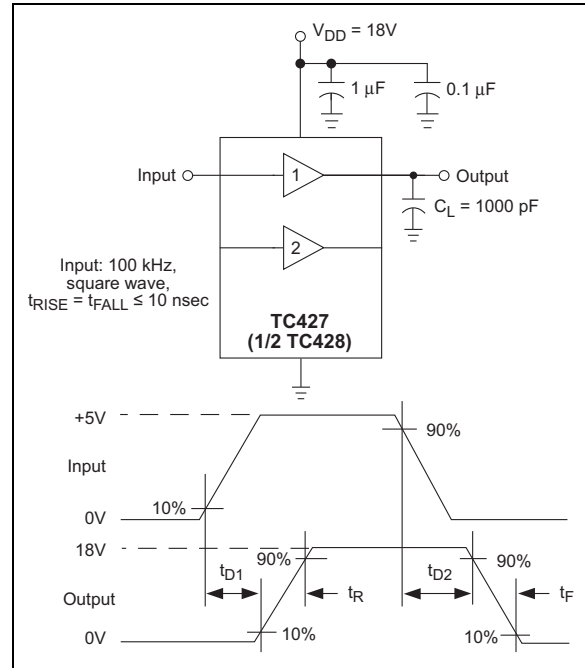 V_DD = 18V
1 μF
0.1 μF
Input
1
Output
C_L = 1000 pF
2
Input: 100 kHz,
square wave,
t_RISE = t_FALL ≤ 10 nsec
TC427
(1/2 TC428)
+5V
90%
Input
10%
0V
18V
90%
t_D1
t_R
t_D2
90%
t_F
Output
10%
10%
0V